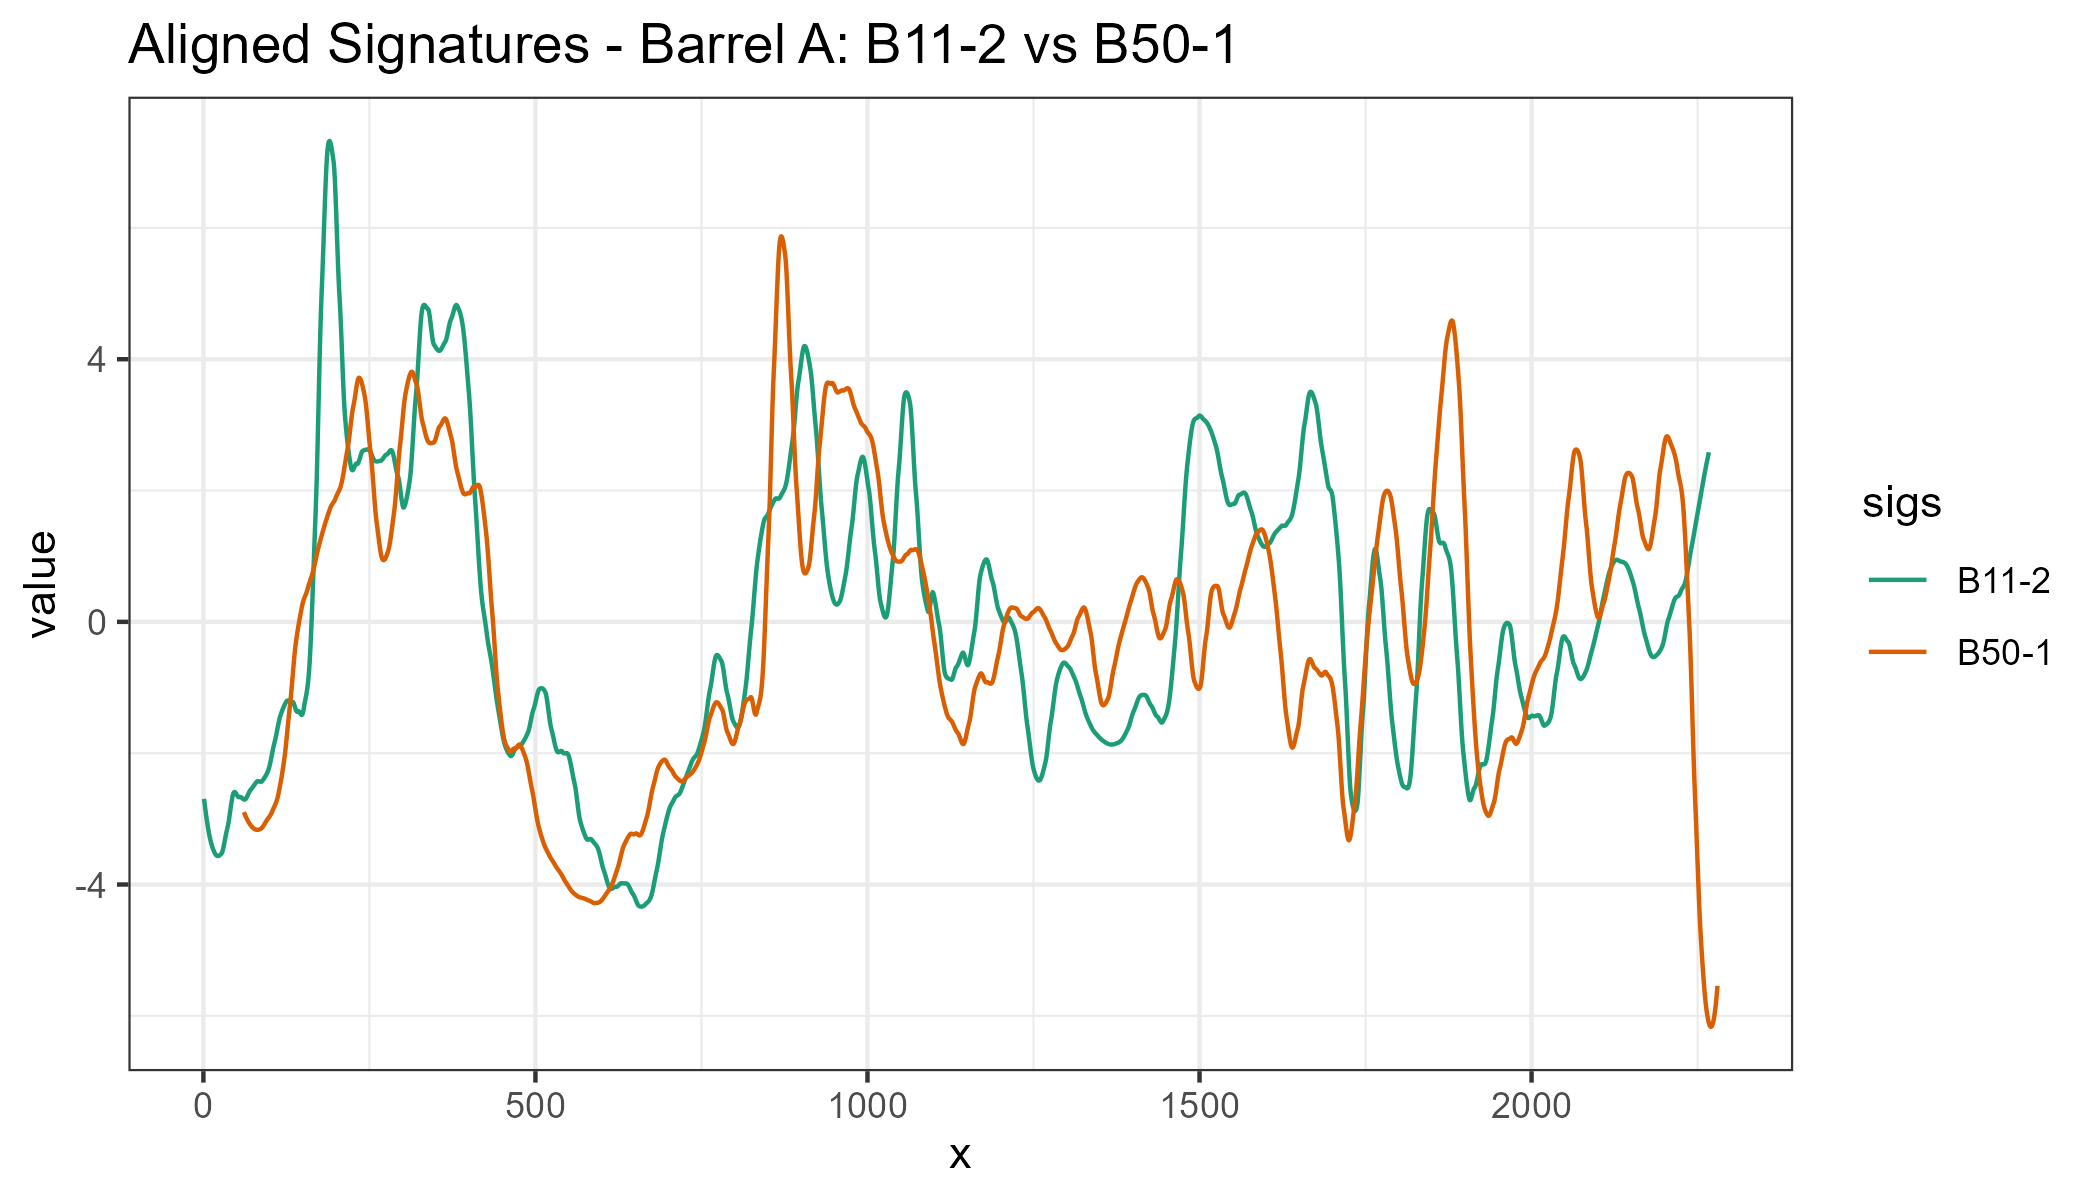 Aligned Signatures - Barrel A: B11-2 vs B50-1
value
4
0
-4
0
500
1000
1500
2000
x
sigs
B11-2
B50-1